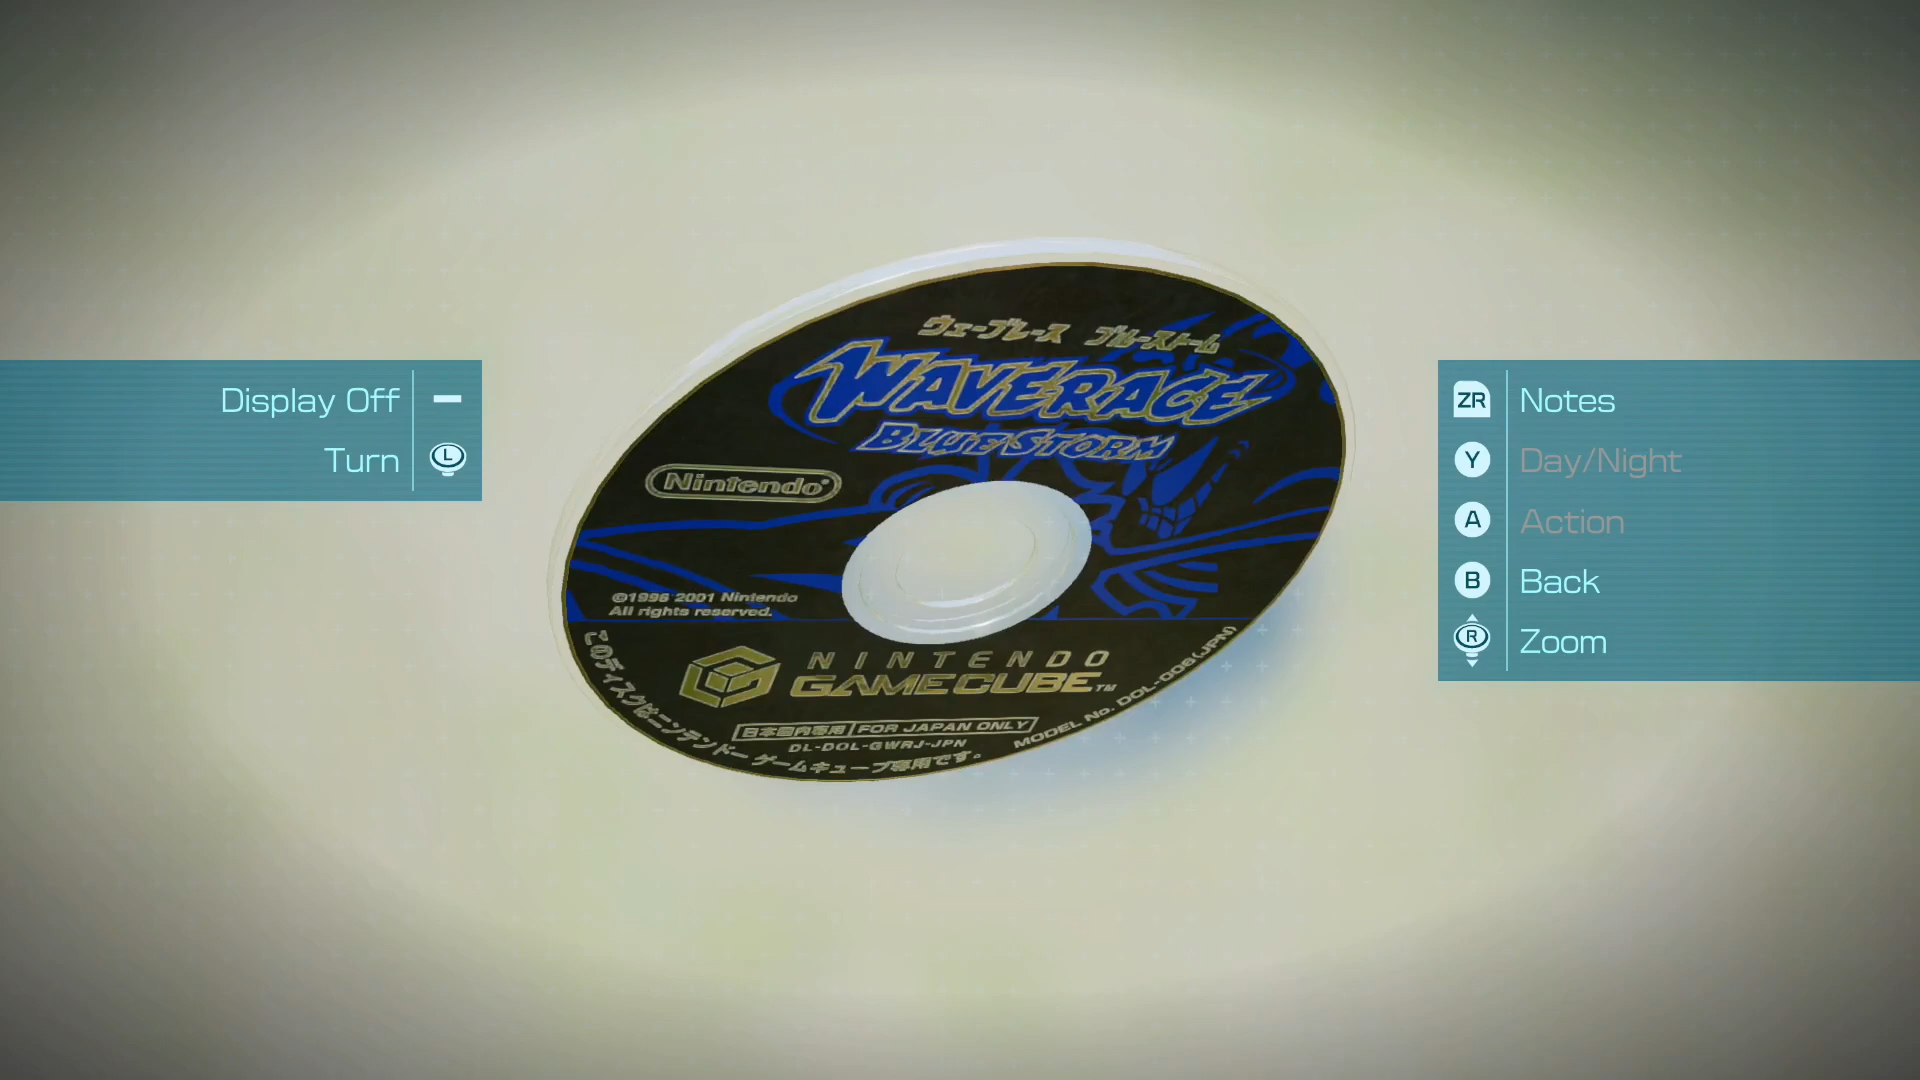 Display Off
Turn
L
ZR Notes
Y Day/Night
A Action
B Back
R Zoom
ウェーブレース ブルーストーム
WAVERACE
BLUE STORM
Nintendo®
©1996 2001 Nintendo
All rights reserved.
NINTENDO
GAMECUBE™
日本国内専用 FOR JAPAN ONLY
DL-DOL-GWRJ-JPN
このディスクはニンテンドーゲームキューブ専用です。
MODEL No. DOL-006(JPN)